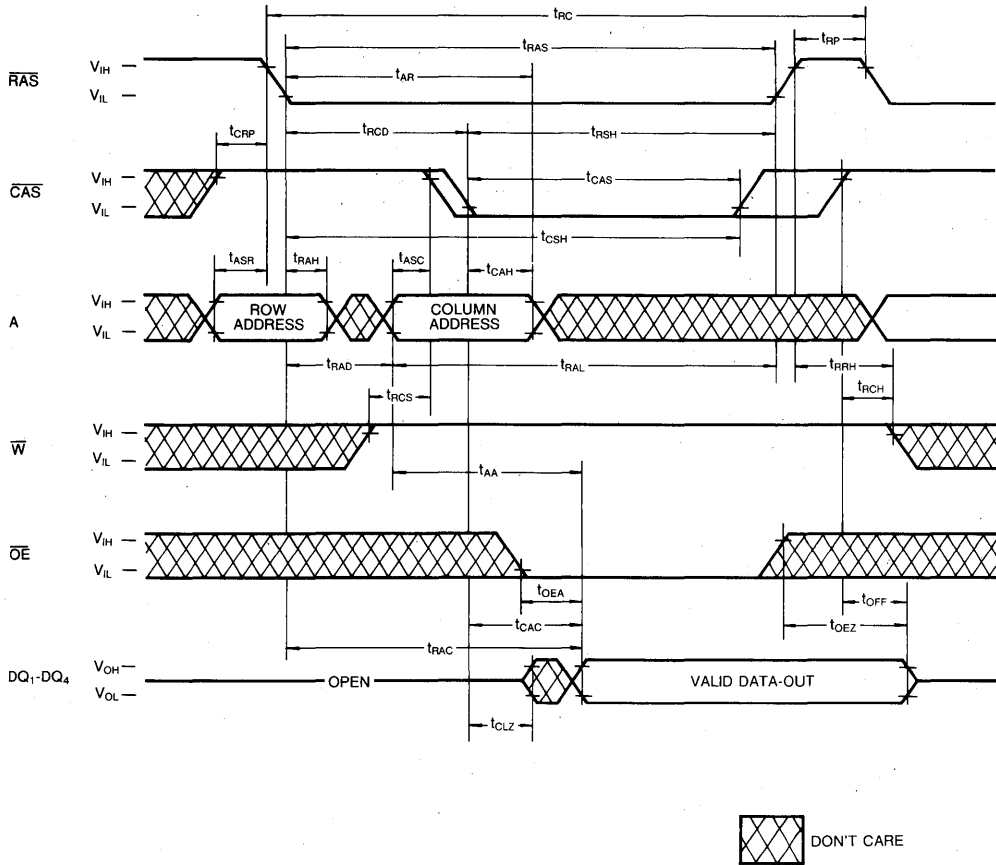 tRC
tRP
tRAS
tAR
RAS
VIH
VIL
tRCD
tRSH
tCRP
CAS
VIH
VIL
tCAS
tCSH
tASR
tRAH
tASC
tCAH
A
VIH
VIL
ROW
ADDRESS
COLUMN
ADDRESS
tRAD
tRAL
tRRH
tRCS
tRCH
W
VIH
VIL
tAA
OE
VIH
VIL
tOEA
tOFF
tCAC
tOEZ
tRAC
DQ1-DQ4
VOH
VOL
OPEN
VALID DATA-OUT
tCLZ
DON'T CARE